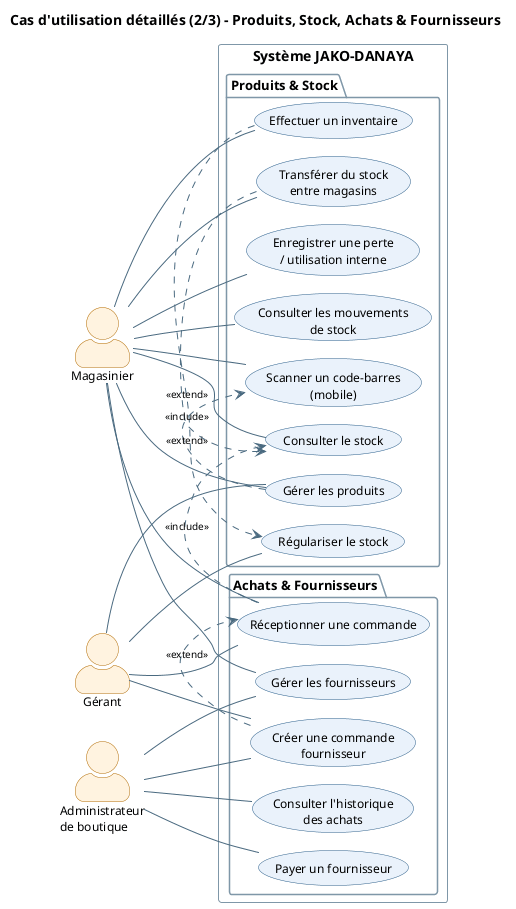 Cas d'utilisation détaillés (2/3) - Produits, Stock, Achats & Fournisseurs
Système JAKO-DANAYA
Produits & Stock
Effectuer un inventaire
Transférer du stock
entre magasins
Enregistrer une perte
/ utilisation interne
Consulter les mouvements
de stock
Scanner un code-barres
(mobile)
Consulter le stock
Gérer les produits
Régulariser le stock
Achats & Fournisseurs
Réceptionner une commande
Gérer les fournisseurs
Créer une commande
fournisseur
Consulter l'historique
des achats
Payer un fournisseur
Magasinier
Gérant
Administrateur
de boutique
«extend»
«include»
«extend»
«include»
«extend»